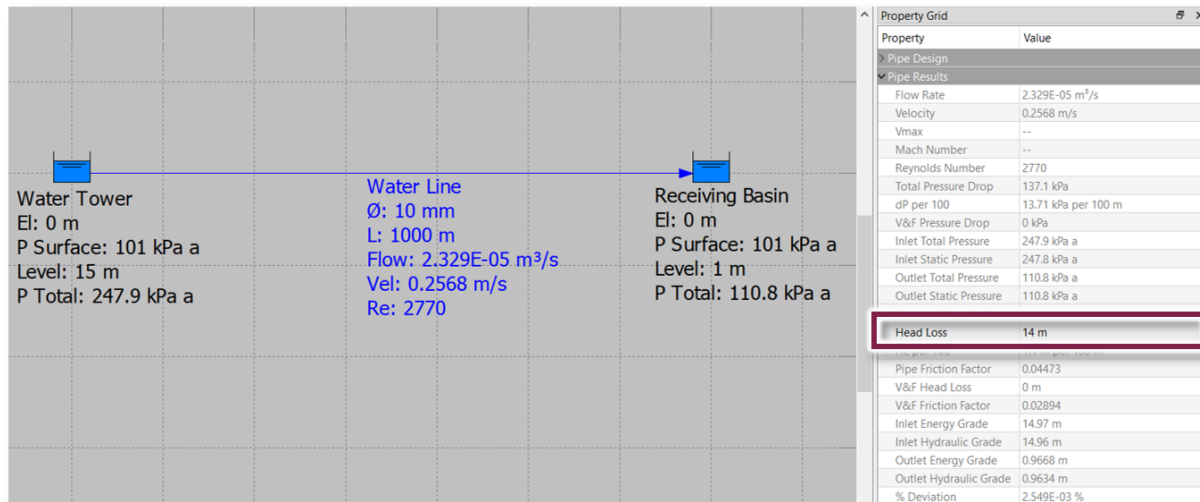 Water Tower
El: 0 m
P Surface: 101 kPa a
Level: 15 m
P Total: 247.9 kPa a
Water Line
Ø: 10 mm
L: 1000 m
Flow: 2.329E-05 m³/s
Vel: 0.2568 m/s
Re: 2770
Receiving Basin
El: 0 m
P Surface: 101 kPa a
Level: 1 m
P Total: 110.8 kPa a
Property Grid
Property Value
Pipe Design
Pipe Results
Flow Rate 2.329E-05 m³/s
Velocity 0.2568 m/s
Vmax --
Mach Number --
Reynolds Number 2770
Total Pressure Drop 137.1 kPa
dP per 100 13.71 kPa per 100 m
V&F Pressure Drop 0 kPa
Inlet Total Pressure 247.9 kPa a
Inlet Static Pressure 247.8 kPa a
Outlet Total Pressure 110.8 kPa a
Outlet Static Pressure 110.8 kPa a
Head Loss 14 m
Pipe Friction Factor 0.04473
V&F Head Loss 0 m
V&F Friction Factor 0.02894
Inlet Energy Grade 14.97 m
Inlet Hydraulic Grade 14.96 m
Outlet Energy Grade 0.9668 m
Outlet Hydraulic Grade 0.9634 m
% Deviation 2.549E-03 %